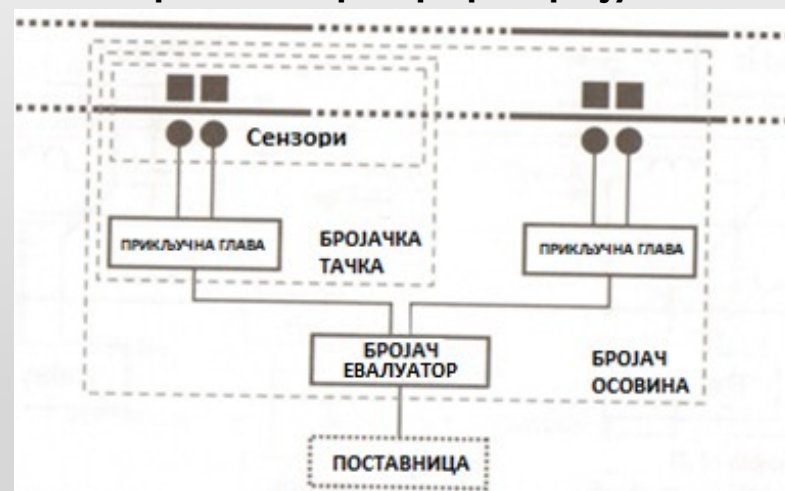 Сензори
ПРИКЉУЧНА ГЛАВА
БРОЈАЧКА
ТАЧКА
ПРИКЉУЧНА ГЛАВА
БРОЈАЧ
ЕВАЛУАТОР
БРОЈАЧ
ОСОВИНА
ПОСТАВНИЦА